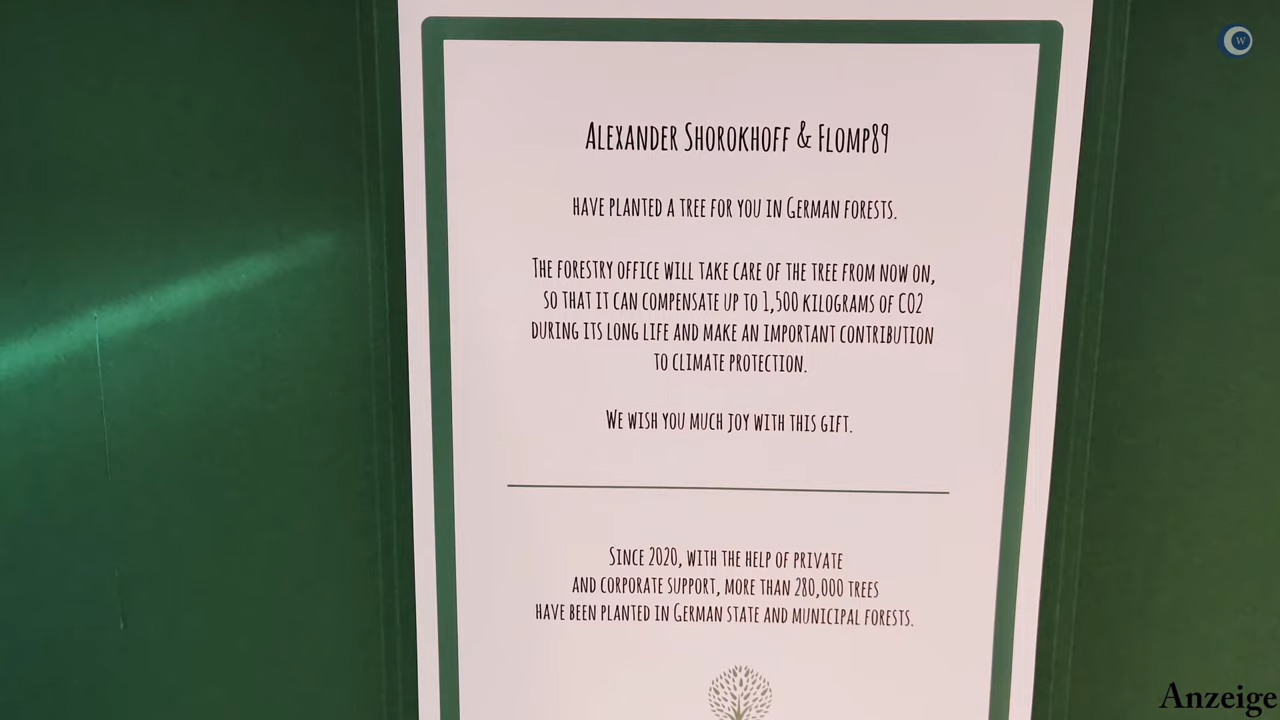 W
Alexander Shorokhoff & Flomp89
have planted a tree for you in German forests.
The forestry office will take care of the tree from now on,
so that it can compensate up to 1,500 kilograms of CO2
during its long life and make an important contribution
to climate protection.
We wish you much joy with this gift.
Since 2020, with the help of private
and corporate support, more than 280,000 trees
have been planted in German state and municipal forests.
Anzeige